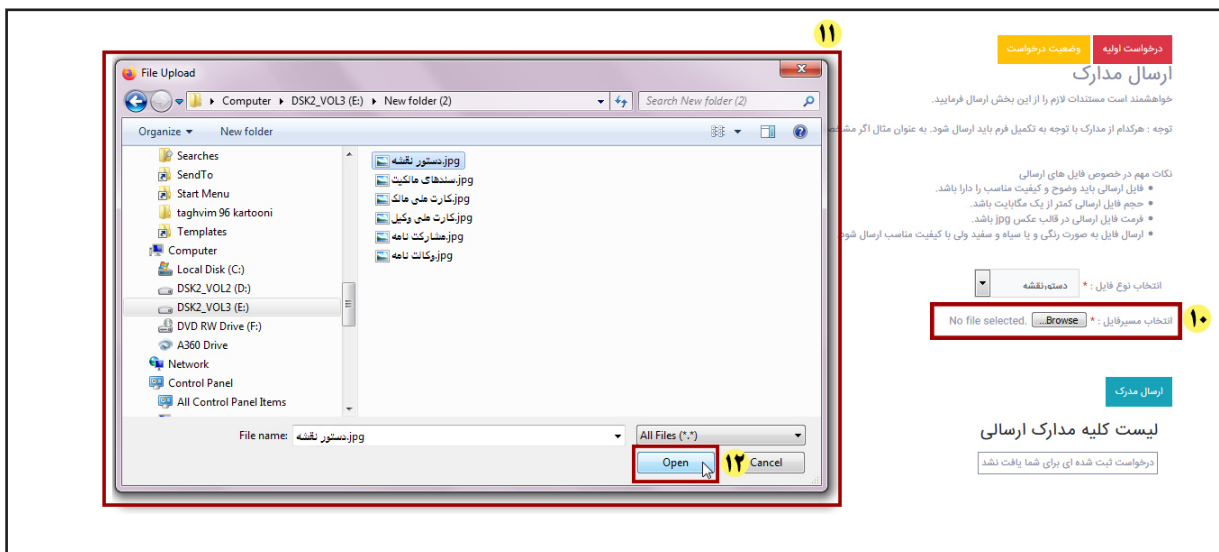 ۱۱
درخواست اولیه
وضعیت درخواست
ارسال مدارک
خواهشمند است مستندات لازم را از این بخش ارسال فرمایید.
توجه : هرکدام از مدارک با توجه به تکمیل فرم باید ارسال شود. به عنوان مثال اگر
نکات مهم در خصوص فایل های ارسالی
● فایل ارسالی باید وضوح و کیفیت مناسب را دارا باشد.
● حجم فایل ارسالی کمتر از یک مگابایت باشد.
● فرمت فایل ارسالی در قالب عکس jpg باشد.
● ارسال فایل به صورت رنگی و یا سیاه و سفید ولی با کیفیت مناسب ارسال شود.
انتخاب نوع فایل : * دستورنقشه
انتخاب مسیرفایل : * Browse... No file selected.
۱۰
ارسال مدرک
لیست کلیه مدارک ارسالی
درخواست ثبت شده ای برای شما یافت نشد
File Upload
Computer DSK2_VOL3 (E:) New folder (2)
Search New folder (2)
Organize New folder
Searches
SendTo
Start Menu
taghvim 96 kartooni
Templates
Computer
Local Disk (C:)
DSK2_VOL2 (D:)
DSK2_VOL3 (E:)
DVD RW Drive (F:)
A360 Drive
Network
Control Panel
All Control Panel Items
دستور نقشه.jpg
سندهای مالکیت.jpg
کارت ملی مالک.jpg
کارت ملی وکیل.jpg
مشارکت نامه.jpg
وکالت نامه.jpg
File name: دستور نقشه.jpg
All Files (*.*)
Open
۱۲
Cancel